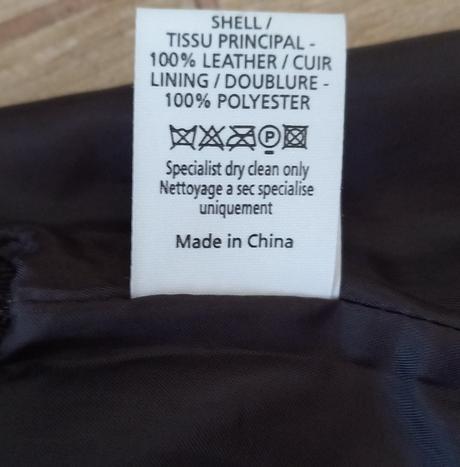 SHELL /
TISSU PRINCIPAL -
100% LEATHER / CUIR
LINING / DOUBLURE -
100% POLYESTER
P
Specialist dry clean only
Nettoyage a sec specialise
uniquement
Made in China